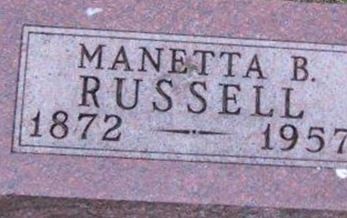 MANETTA B.
RUSSELL
1872 — 1957